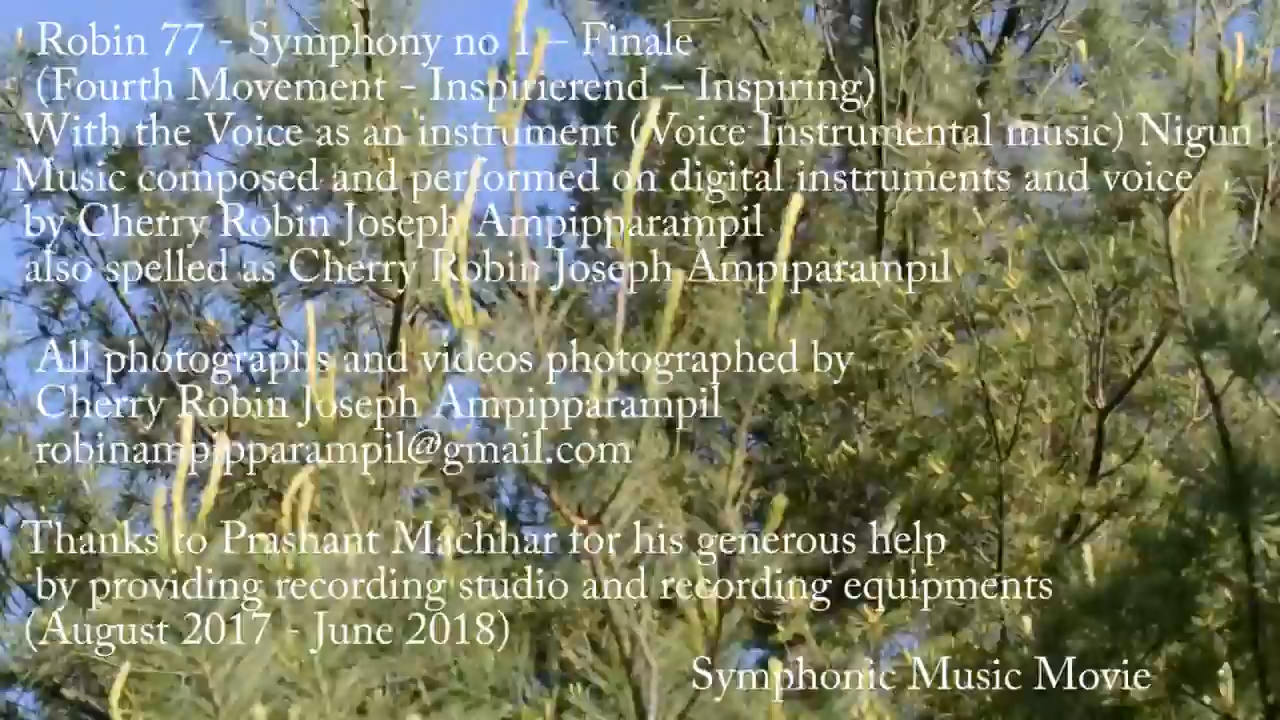 Robin 77 - Symphony no 1 – Finale
(Fourth Movement - Inspirierend – Inspiring)
With the Voice as an instrument (Voice Instrumental music) Nigun
Music composed and performed on digital instruments and voice
by Cherry Robin Joseph Ampipparampil
also spelled as Cherry Robin Joseph Ampiparampil
All photographs and videos photographed by
Cherry Robin Joseph Ampipparampil
robinampipparampil@gmail.com
Thanks to Prashant Machhar for his generous help
by providing recording studio and recording equipments
(August 2017 - June 2018)
Symphonic Music Movie